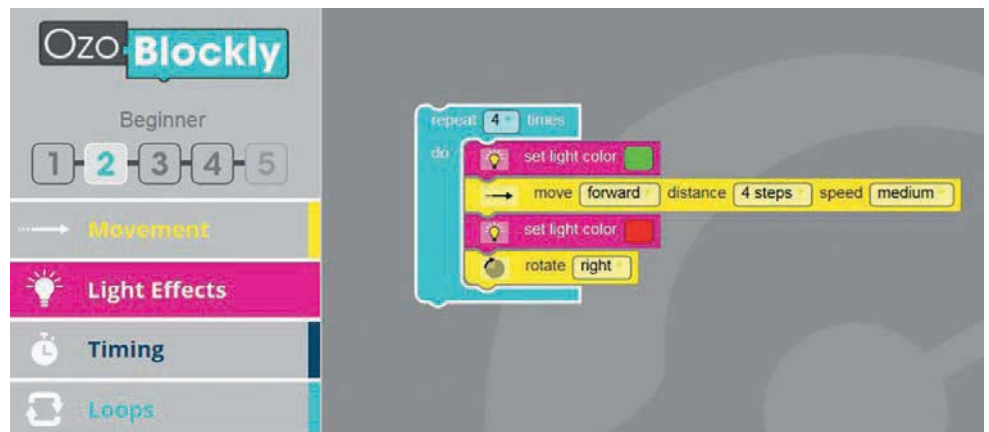 Ozo Blockly
Beginner
1 2 3 4 5
Movement
Light Effects
Timing
Loops
repeat 4 times
do
set light color
move forward distance 4 steps speed medium
set light color
rotate right